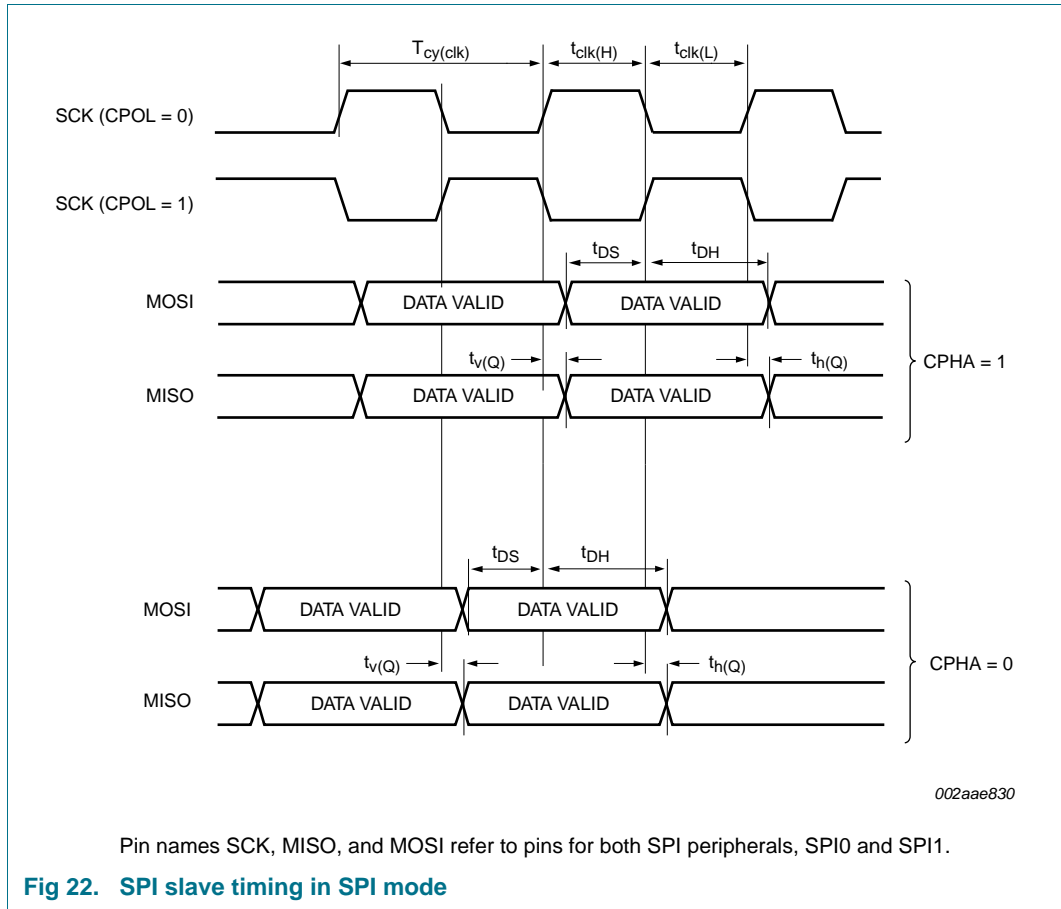 Tcy(clk) tclk(H) tclk(L)
SCK (CPOL = 0)
SCK (CPOL = 1)
tDS tDH
MOSI DATA VALID DATA VALID
tv(Q) th(Q)
CPHA = 1
MISO DATA VALID DATA VALID
tDS tDH
MOSI DATA VALID DATA VALID
tv(Q) th(Q)
CPHA = 0
MISO DATA VALID DATA VALID
002aae830
Pin names SCK, MISO, and MOSI refer to pins for both SPI peripherals, SPI0 and SPI1.
Fig 22. SPI slave timing in SPI mode